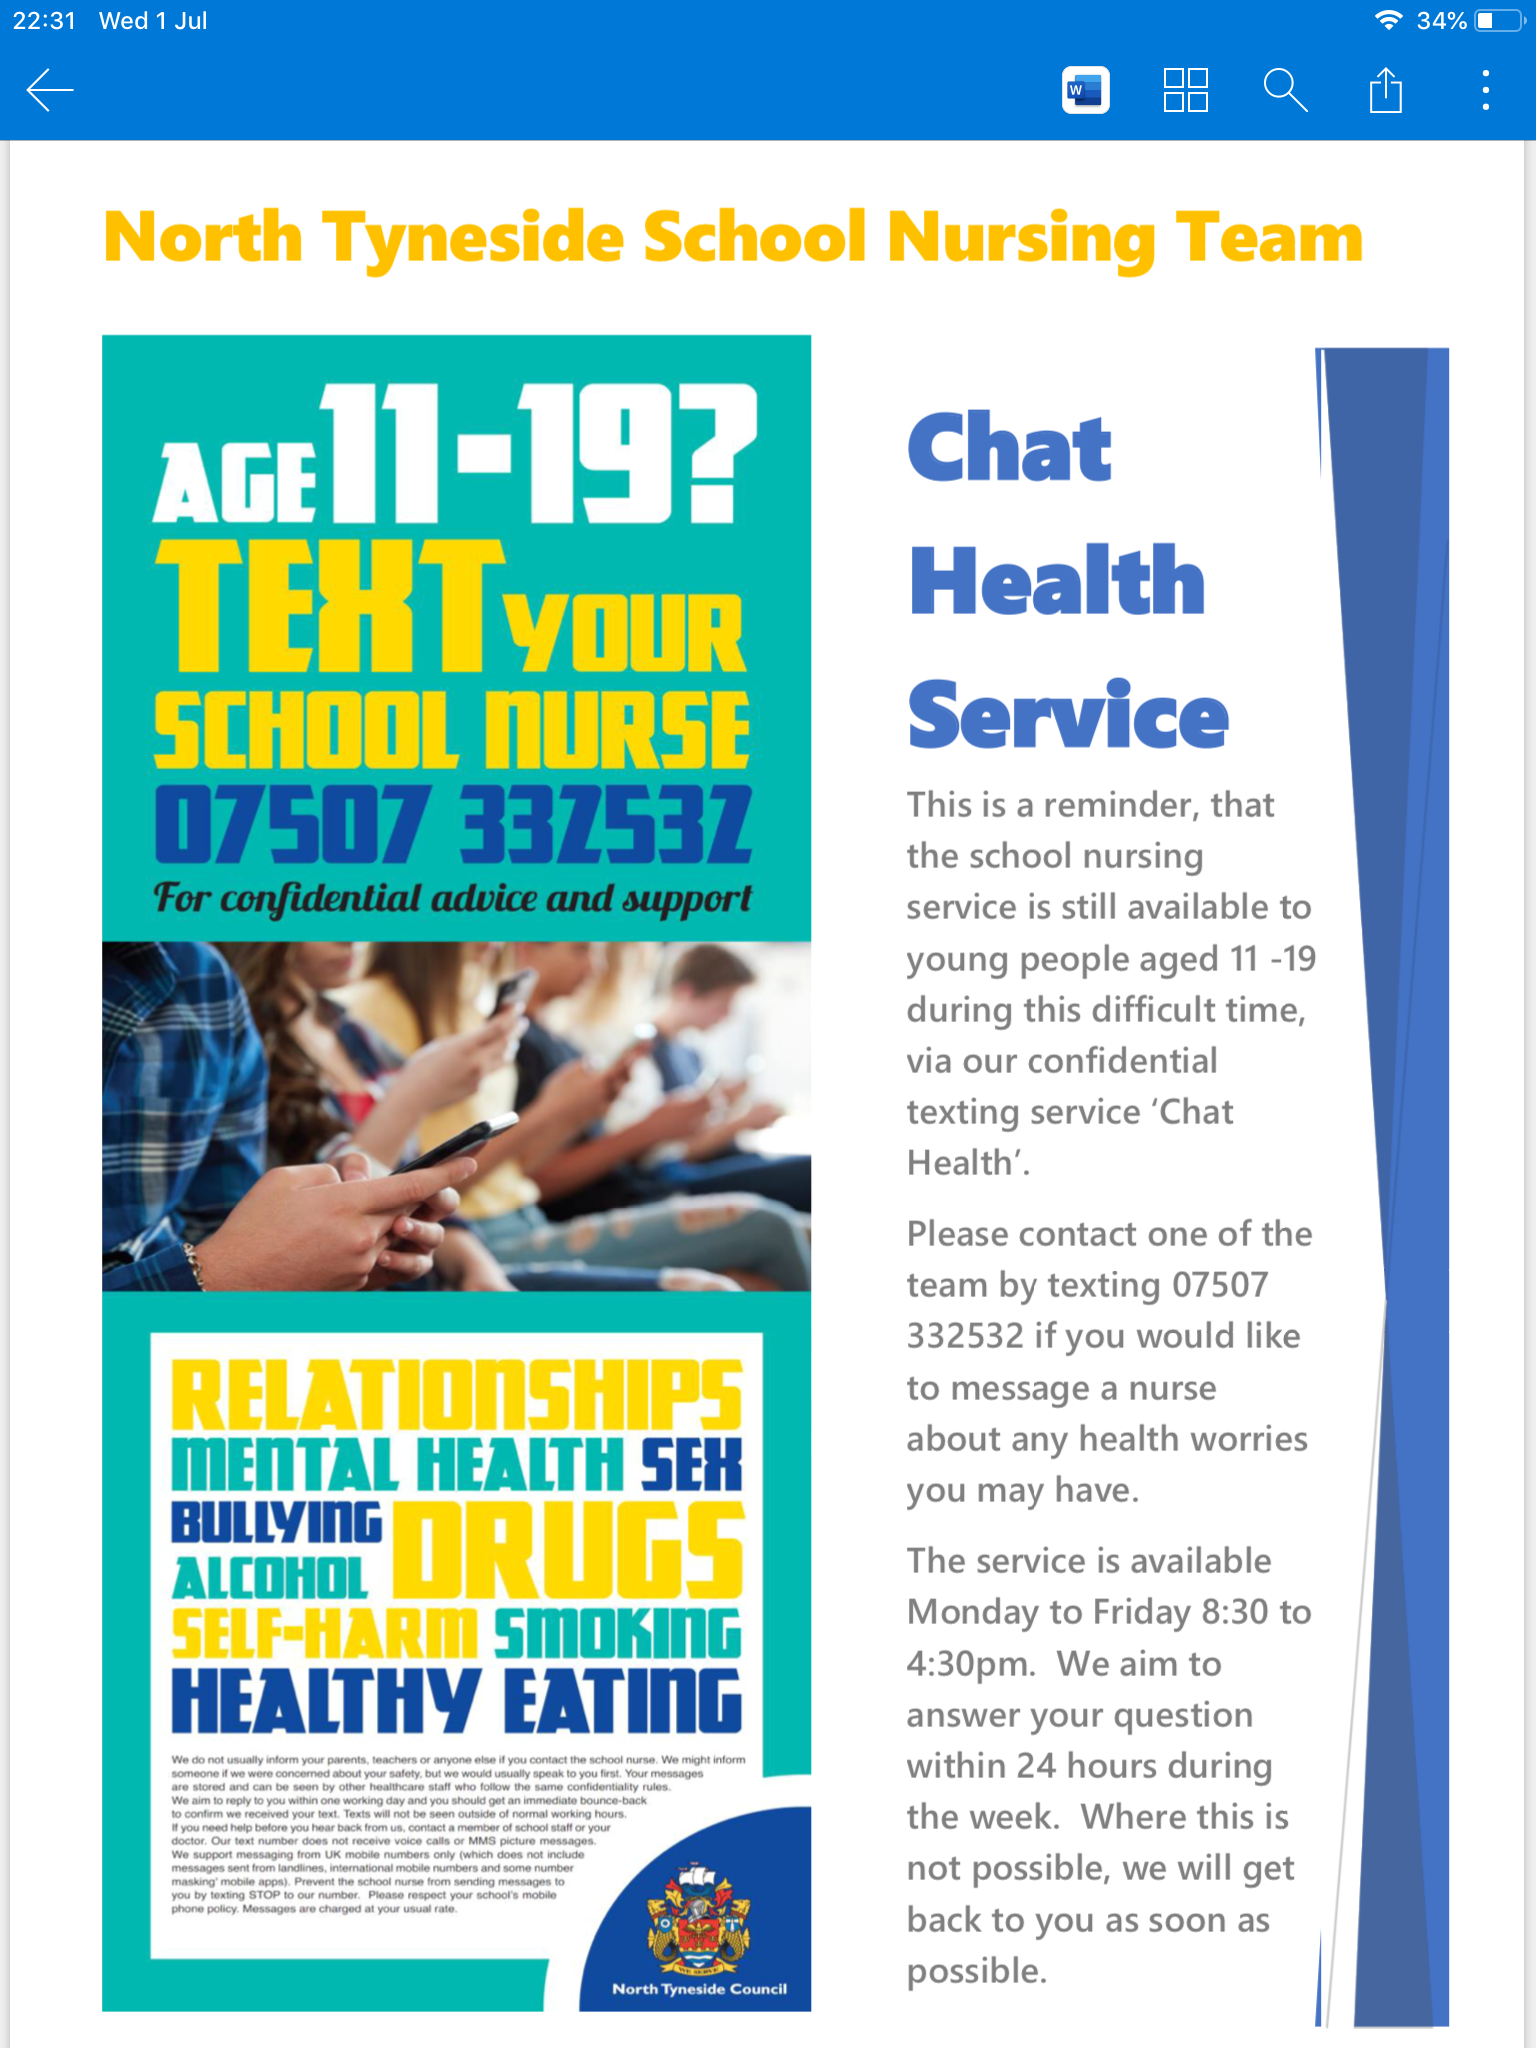 22:31 Wed 1 Jul
34%
W
North Tyneside School Nursing Team
AGE 11-19?
TEXT YOUR
SCHOOL NURSE
07507 332532
For confidential advice and support
RELATIONSHIPS
MENTAL HEALTH SEX
BULLYING DRUGS
ALCOHOL
SELF-HARM SMOKING
HEALTHY EATING
We do not usually inform your parents, teachers or anyone else if you contact the school nurse. We might inform
someone if we were concerned about your safety, but we would usually speak to you first. Your messages
are stored and can be seen by other healthcare staff who follow the same confidentiality rules.
We aim to reply to you within one working day and you should get an immediate bounce-back
to confirm we received your text. Texts will not be seen outside of normal working hours.
If you need help before you hear back from us, contact a member of school staff or your
doctor. Our text number does not receive voice calls or MMS picture messages.
We support messaging from UK mobile numbers only (which does not include
messages sent from landlines, international mobile numbers and some number
masking' mobile apps). Prevent the school nurse from sending messages to
you by texting STOP to our number. Please respect your school's mobile
phone policy. Messages are charged at your usual rate.
WE SERVE
North Tyneside Council
Chat
Health
Service
This is a reminder, that
the school nursing
service is still available to
young people aged 11 -19
during this difficult time,
via our confidential
texting service ‘Chat
Health’.
Please contact one of the
team by texting 07507
332532 if you would like
to message a nurse
about any health worries
you may have.
The service is available
Monday to Friday 8:30 to
4:30pm.  We aim to
answer your question
within 24 hours during
the week.  Where this is
not possible, we will get
back to you as soon as
possible.